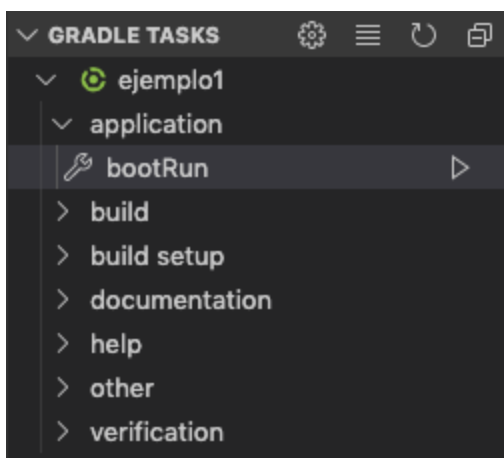 GRADLE TASKS
ejemplo1
application
bootRun
build
build setup
documentation
help
other
verification